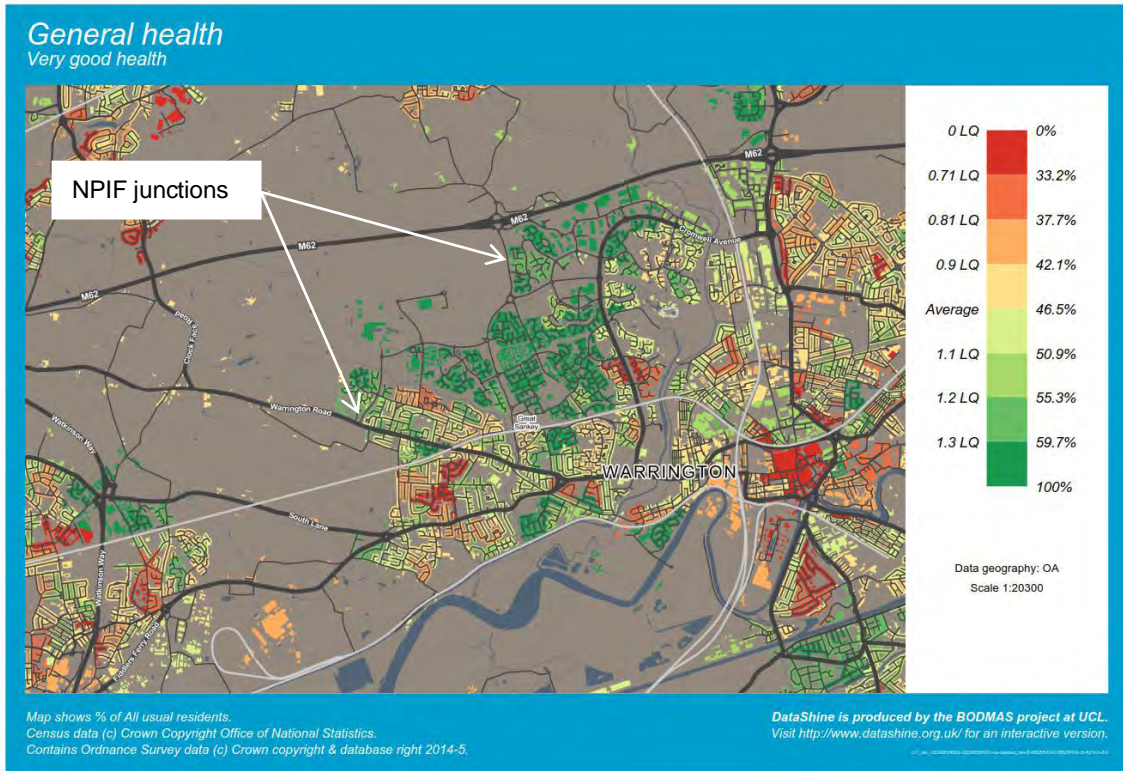 General health
Very good health
NPIF junctions
M62
M62
M62
M62
Cromwell Avenue
Clock Face Road
Warrington Road
Great
Sankey
Watkinson Way
WARRINGTON
South Lane
Watkinson Way
Fiddlers Ferry Road
0 LQ 0%
0.71 LQ 33.2%
0.81 LQ 37.7%
0.9 LQ 42.1%
Average 46.5%
1.1 LQ 50.9%
1.2 LQ 55.3%
1.3 LQ 59.7%
100%
Data geography: OA
Scale 1:20300
Map shows % of All usual residents.
Census data (c) Crown Copyright Office of National Statistics.
Contains Ordnance Survey data (c) Crown copyright & database right 2014-5.
DataShine is produced by the BODMAS project at UCL.
Visit http://www.datashine.org.uk/ for an interactive version.